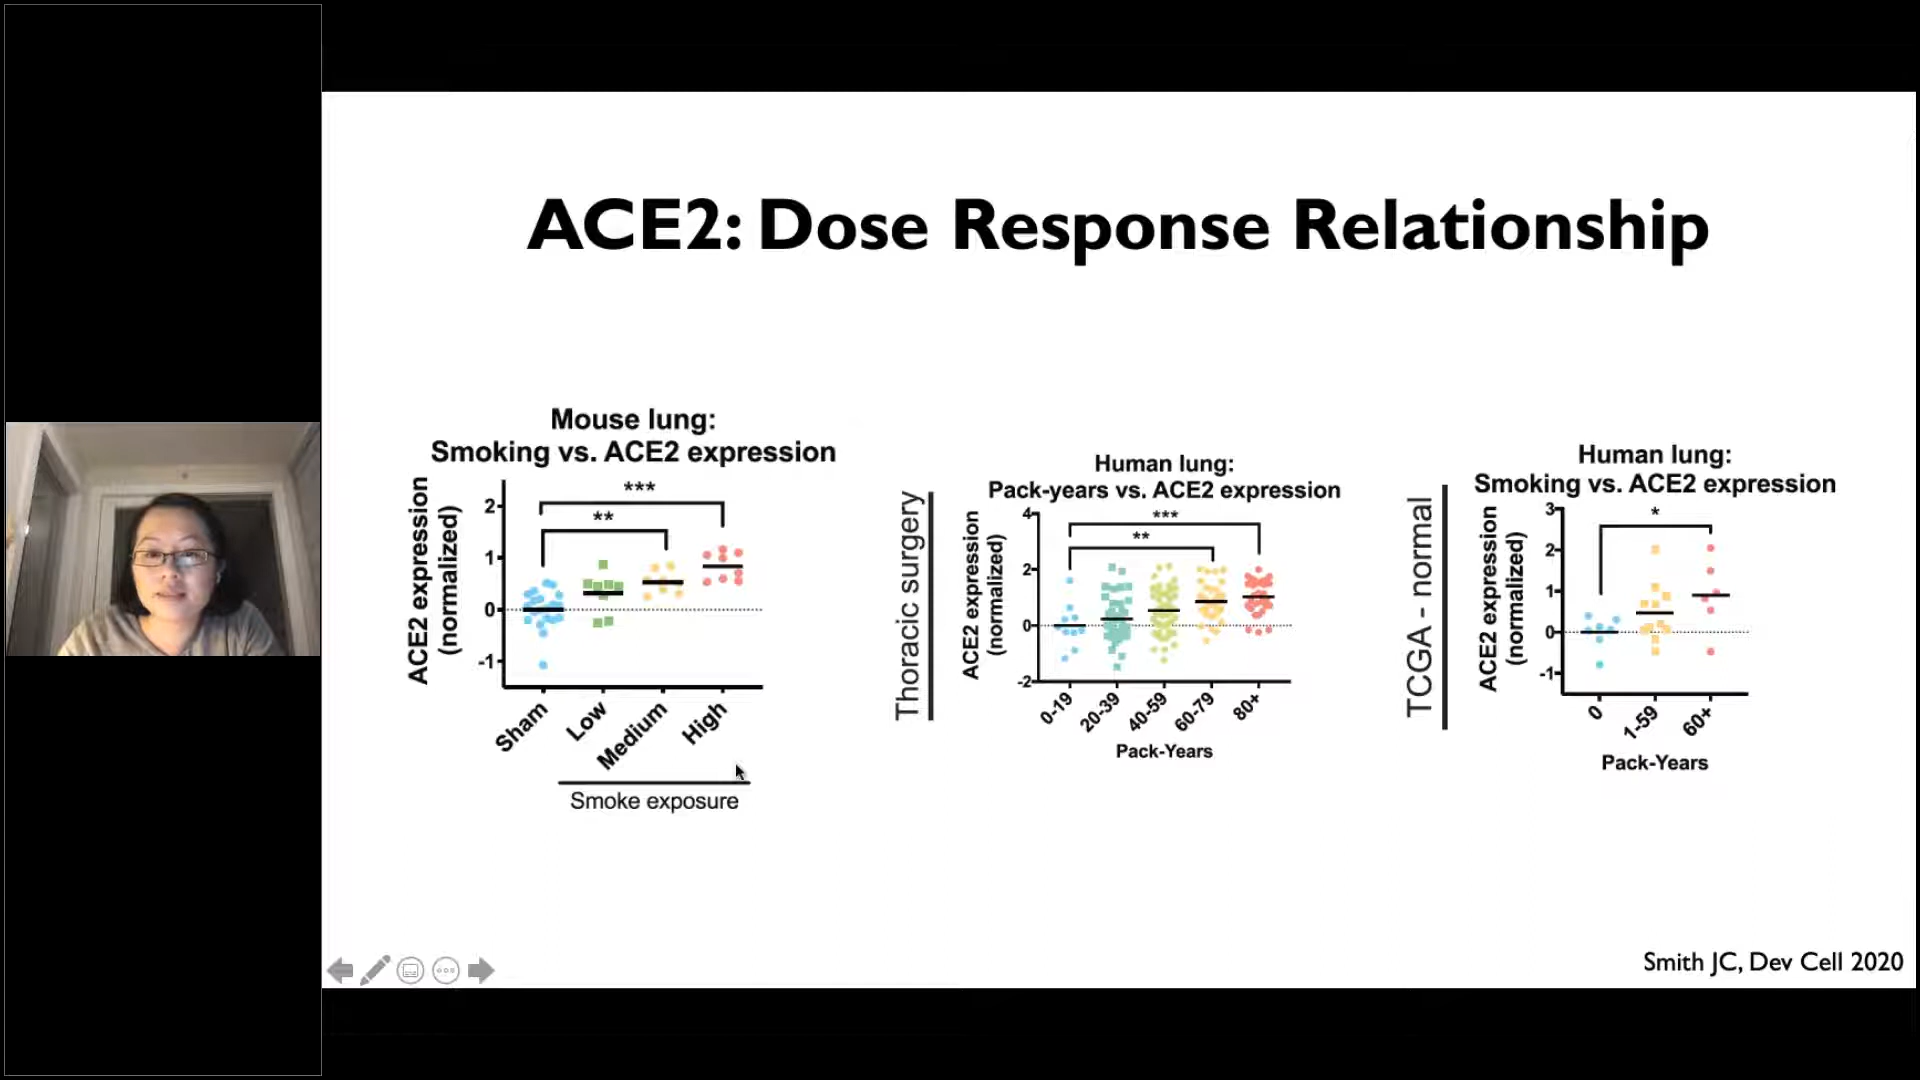 ACE2: Dose Response Relationship
Mouse lung:
Smoking vs. ACE2 expression
ACE2 expression
(normalized)
2
1
0
-1
***
**
Sham
Low
Medium
High
Smoke exposure
Thoracic surgery
Human lung:
Pack-years vs. ACE2 expression
ACE2 expression
(normalized)
4
2
0
-2
***
**
0-19
20-39
40-59
60-79
80+
Pack-Years
TCGA - normal
Human lung:
Smoking vs. ACE2 expression
ACE2 expression
(normalized)
3
2
1
0
-1
*
0
1-59
60+
Pack-Years
Smith JC, Dev Cell 2020